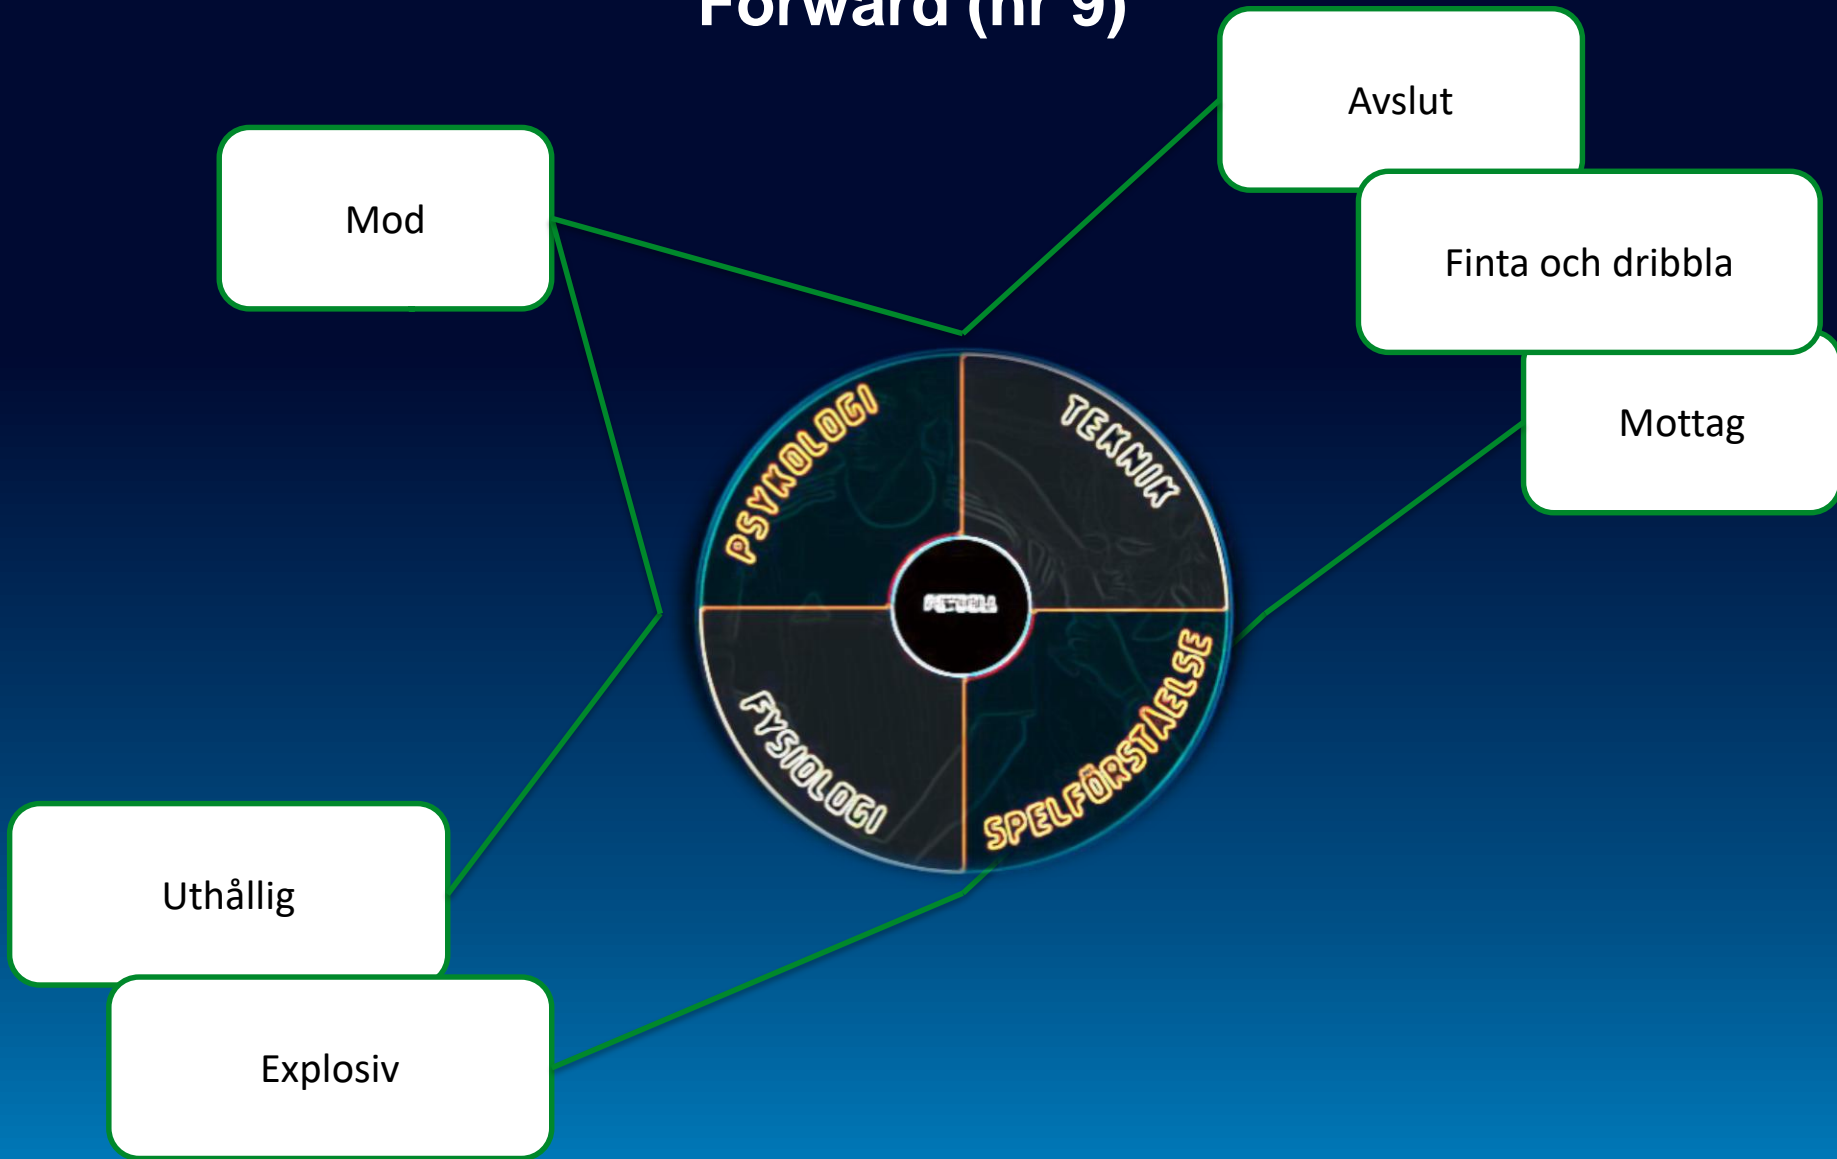 Forward (nr 9)
Avslut
Mod
Finta och dribbla
Mottag
PSYKOLOGI
TEKNIK
FYSIOLOGI
SPELFÖRSTÅELSE
Uthållig
Explosiv